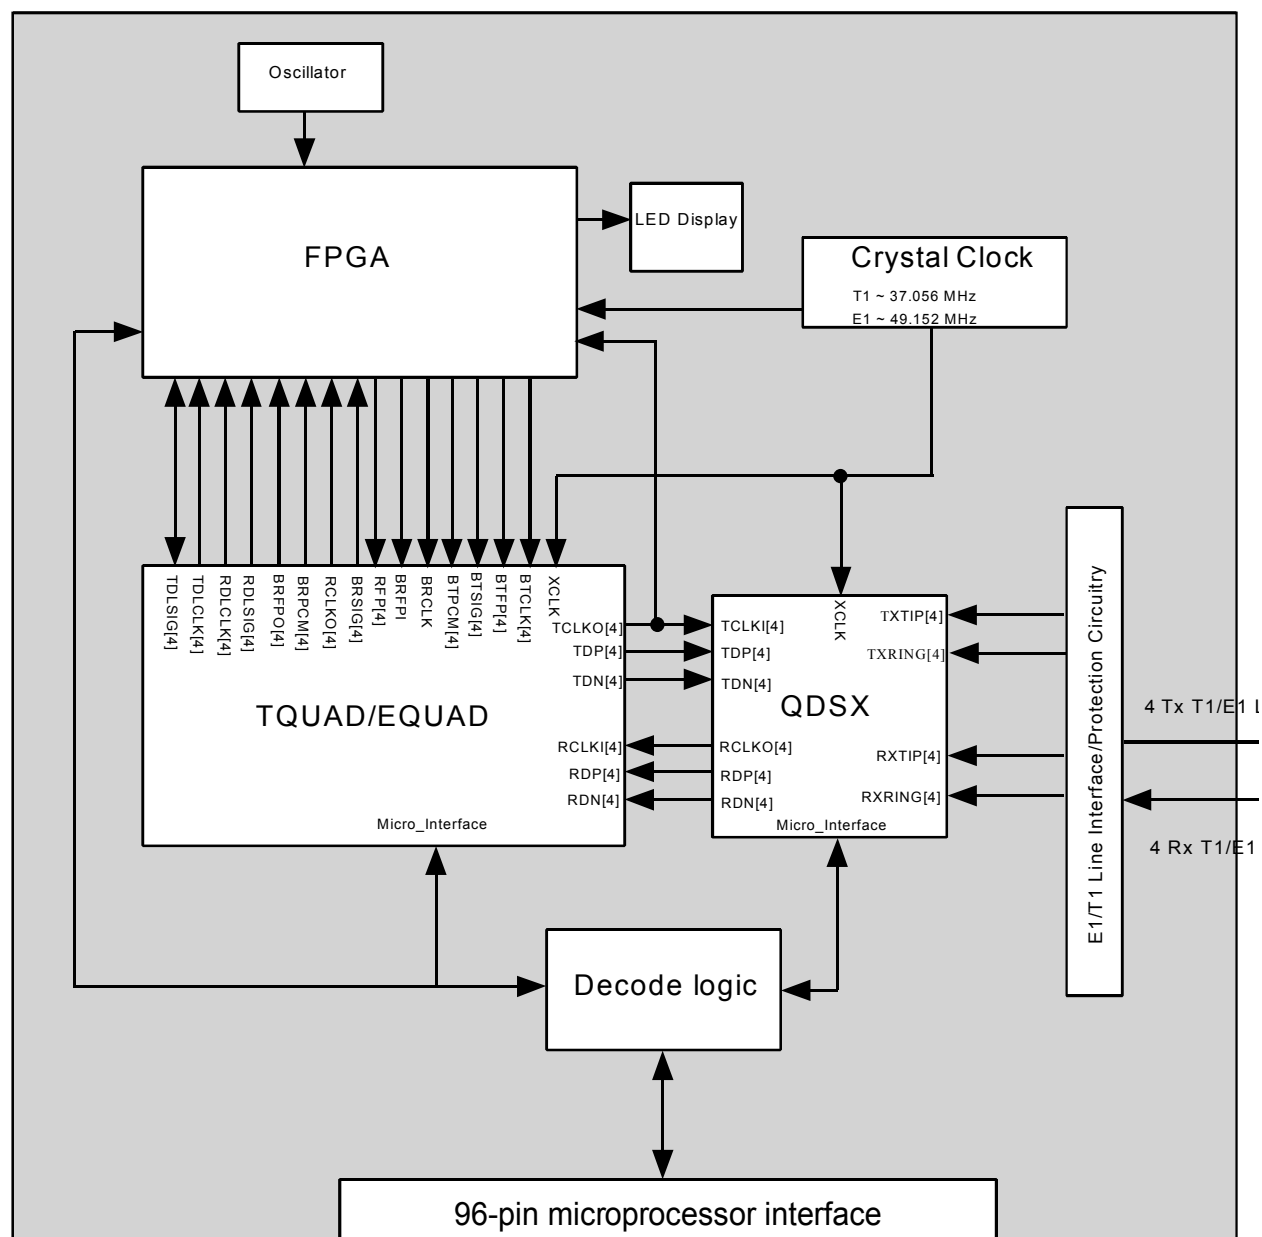 Oscillator
LED Display
FPGA
Crystal Clock
T1 ~ 37.056 MHz
E1 ~ 49.152 MHz
TDLSIG[4]
TDLCLK[4]
RDLCLK[4]
RDLSIG[4]
BRFPO[4]
BRPCM[4]
RCLKO[4]
BRSIG[4]
RFP[4]
BRFPI
BRCLK
BTPCM[4]
BTSIG[4]
BTFP[4]
BTCLK[4]
XCLK
TCLKO[4]
TDP[4]
TDN[4]
TQUAD/EQUAD
RCLKI[4]
RDP[4]
RDN[4]
Micro_Interface
XCLK
TCLKI[4]
TDP[4]
TDN[4]
TXTIP[4]
TXRING[4]
QDSX
RCLKO[4]
RDP[4]
RDN[4]
RXTIP[4]
RXRING[4]
Micro_Interface
E1/T1 Line Interface/Protection Circuitry
4 Tx T1/E1 L
4 Rx T1/E1
Decode logic
96-pin microprocessor interface